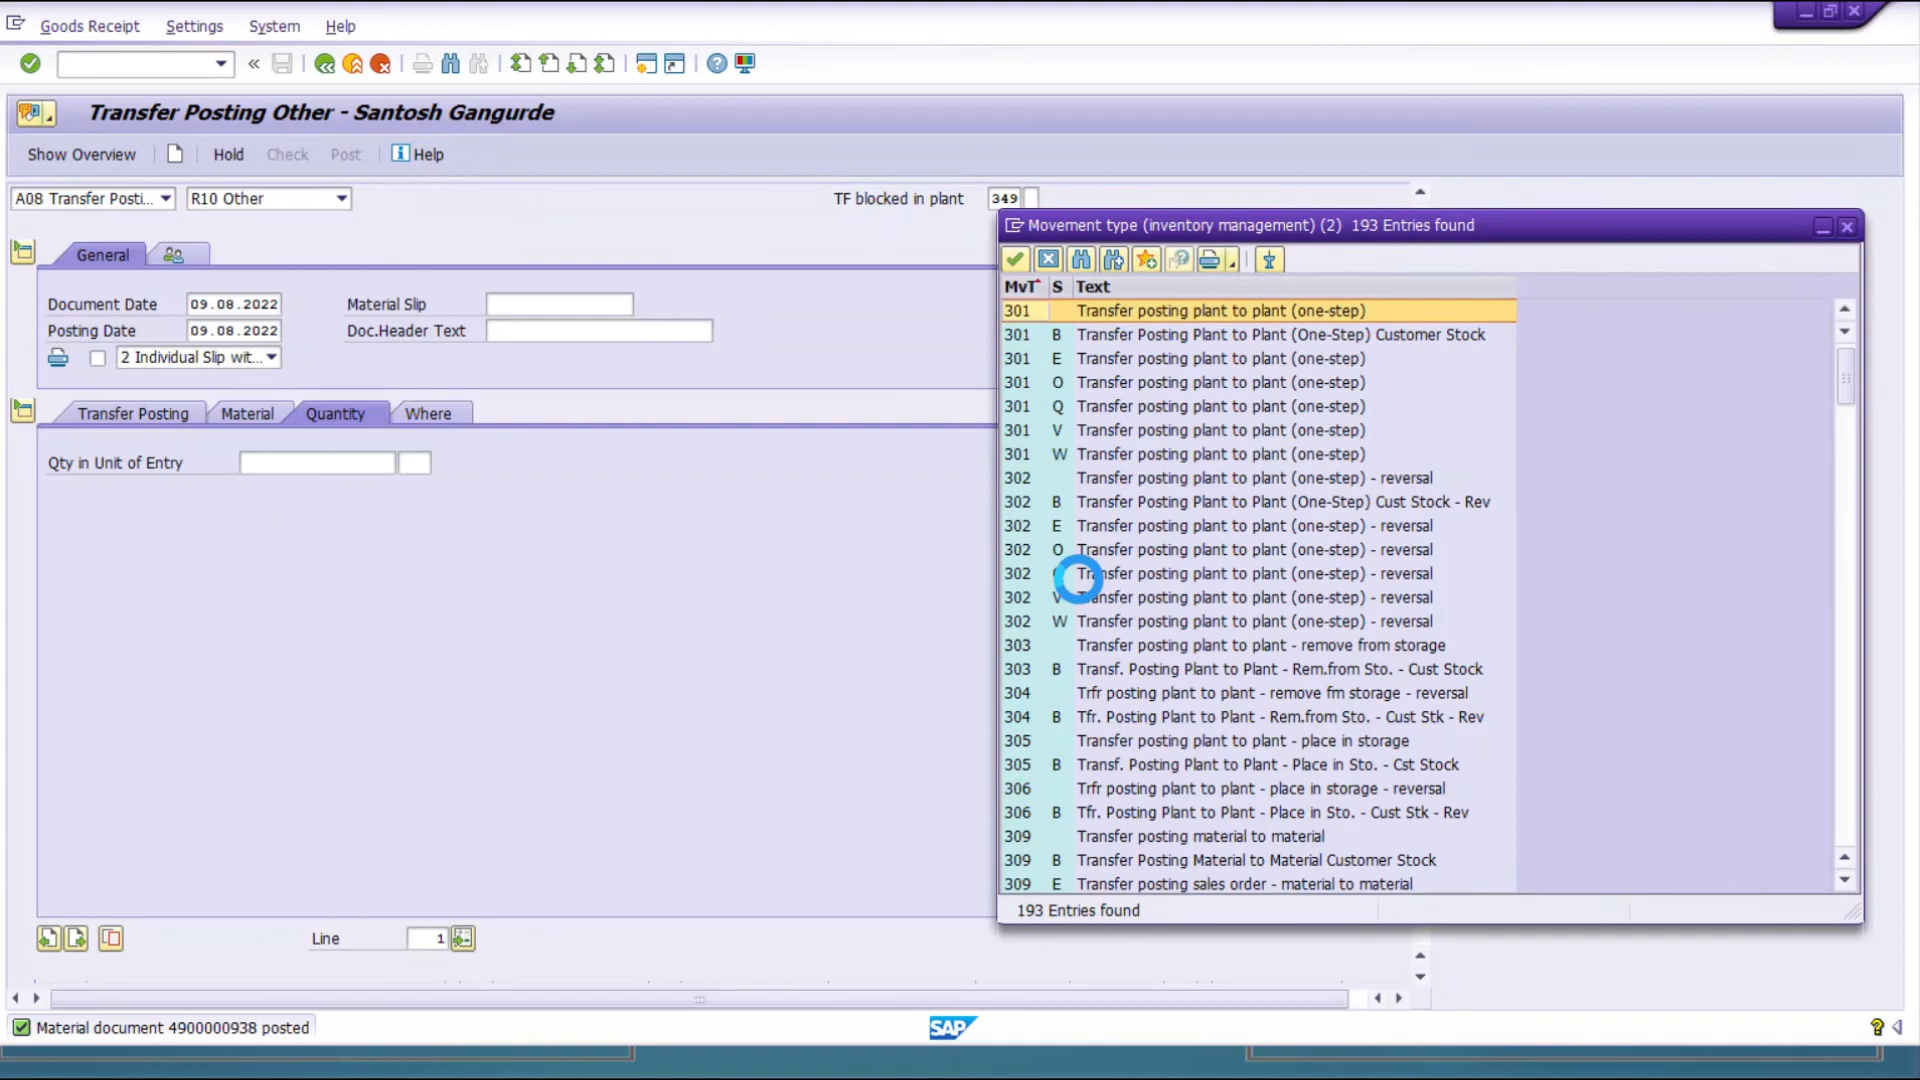 Goods Receipt Settings System Help
Transfer Posting Other - Santosh Gangurde
Show Overview Hold Check Post Help
A08 Transfer Posti... R10 Other TF blocked in plant 349
General
Document Date 09.08.2022 Material Slip
Posting Date 09.08.2022 Doc.Header Text
2 Individual Slip wit...
Transfer Posting Material Quantity Where
Qty in Unit of Entry
Line 1
Material document 4900000938 posted
SAP
Movement type (inventory management) (2) 193 Entries found
MvT S Text
301 Transfer posting plant to plant (one-step)
301 B Transfer Posting Plant to Plant (One-Step) Customer Stock
301 E Transfer posting plant to plant (one-step)
301 O Transfer posting plant to plant (one-step)
301 Q Transfer posting plant to plant (one-step)
301 V Transfer posting plant to plant (one-step)
301 W Transfer posting plant to plant (one-step)
302 Transfer posting plant to plant (one-step) - reversal
302 B Transfer Posting Plant to Plant (One-Step) Cust Stock - Rev
302 E Transfer posting plant to plant (one-step) - reversal
302 O Transfer posting plant to plant (one-step) - reversal
302 Transfer posting plant to plant (one-step) - reversal
302 V Transfer posting plant to plant (one-step) - reversal
302 W Transfer posting plant to plant (one-step) - reversal
303 Transfer posting plant to plant - remove from storage
303 B Transf. Posting Plant to Plant - Rem.from Sto. - Cust Stock
304 Trfr posting plant to plant - remove fm storage - reversal
304 B Tfr. Posting Plant to Plant - Rem.from Sto. - Cust Stk - Rev
305 Transfer posting plant to plant - place in storage
305 B Transf. Posting Plant to Plant - Place in Sto. - Cst Stock
306 Trfr posting plant to plant - place in storage - reversal
306 B Tfr. Posting Plant to Plant - Place in Sto. - Cust Stk - Rev
309 Transfer posting material to material
309 B Transfer Posting Material to Material Customer Stock
309 E Transfer posting sales order - material to material
193 Entries found